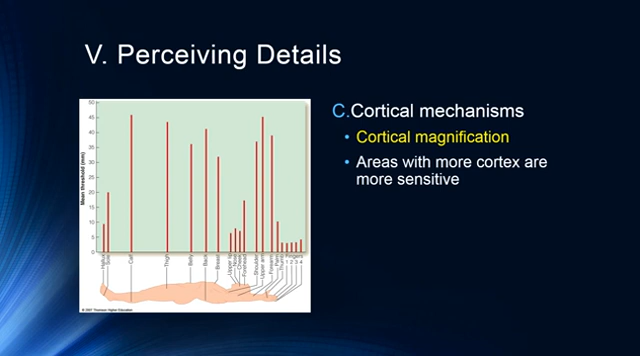 V. Perceiving Details
C.Cortical mechanisms
• Cortical magnification
• Areas with more cortex are
more sensitive
Mean threshold (mm)
50
45
40
35
30
25
20
15
10
5
0
Hallux
Sole
Calf
Thigh
Belly
Back
Breast
Upper lip
Nose
Cheek
Forehead
Shoulder
Upper arm
Forearm
Palm
Thumb
Fingers
1 2 3 4
© 2007 Thomson Higher Education